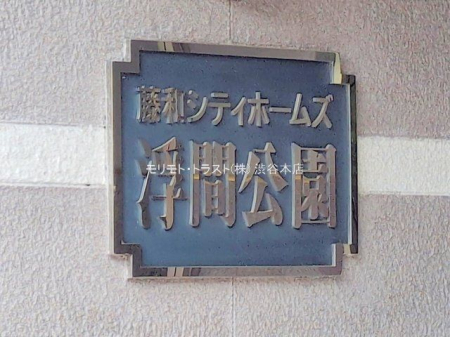 藤和シティホームズ
モリモト・トラスト(株) 渋谷本店
浮間公園